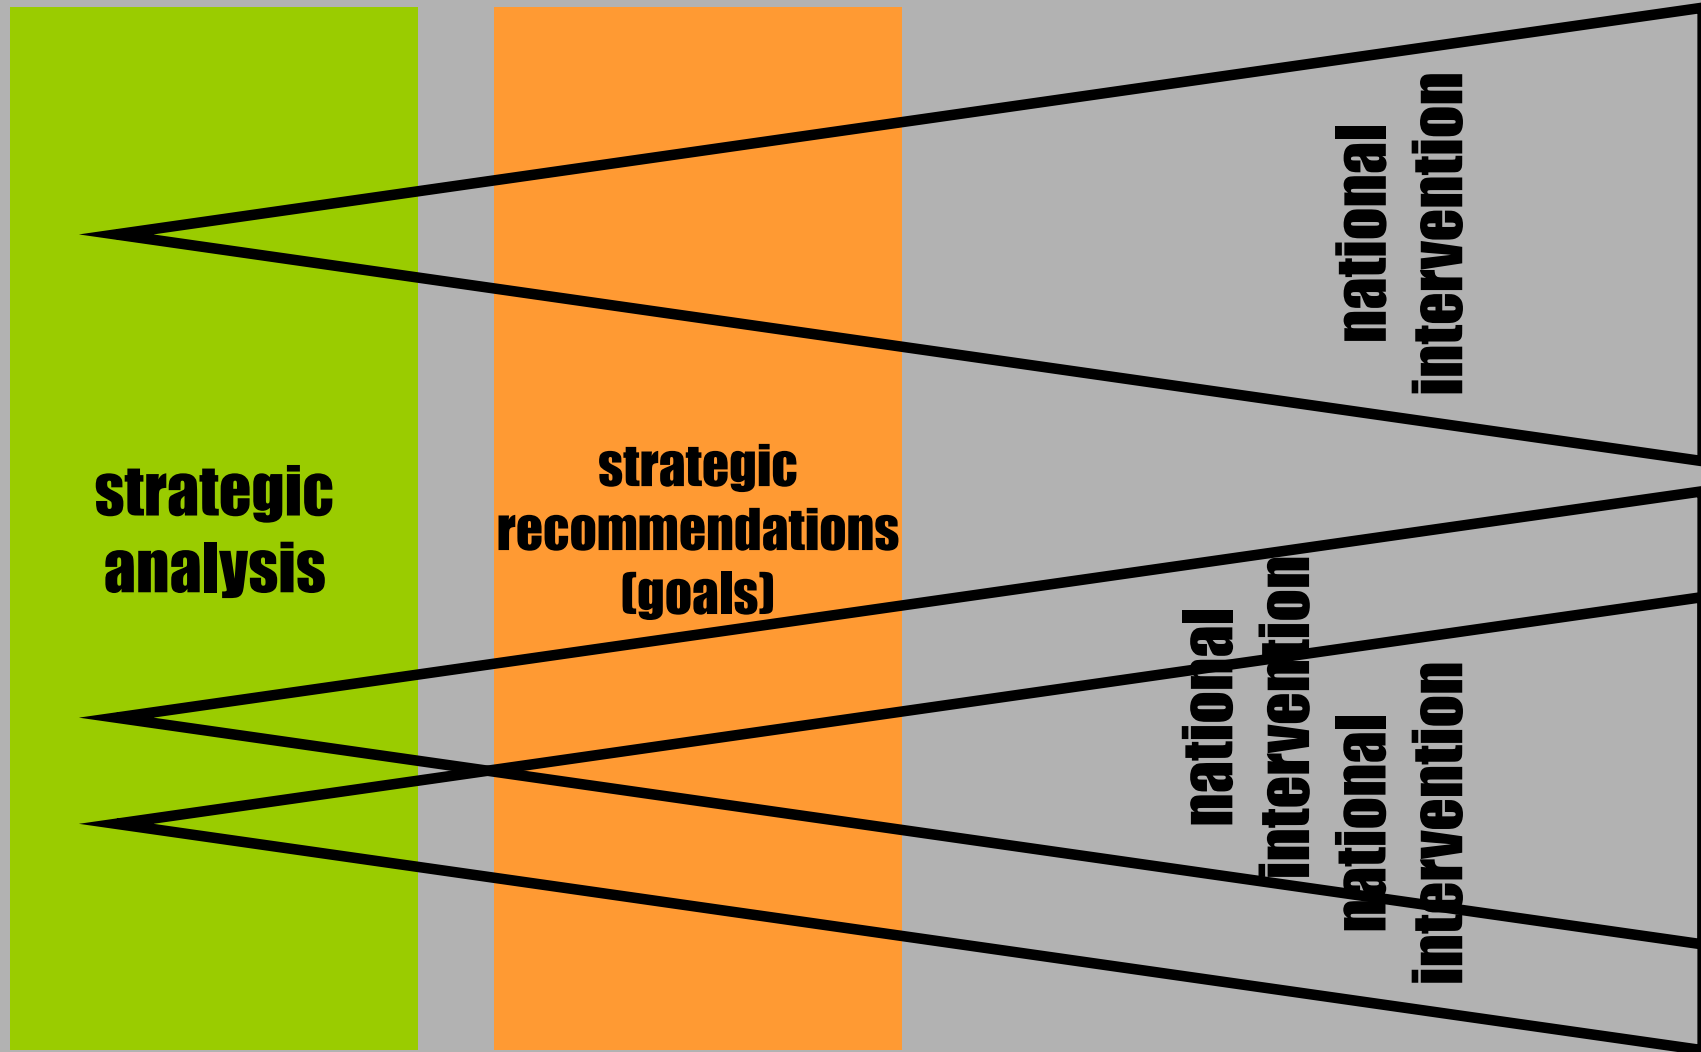 strategic
analysis
strategic
recommendations
(goals)
national
intervention
national
intervention
national
intervention